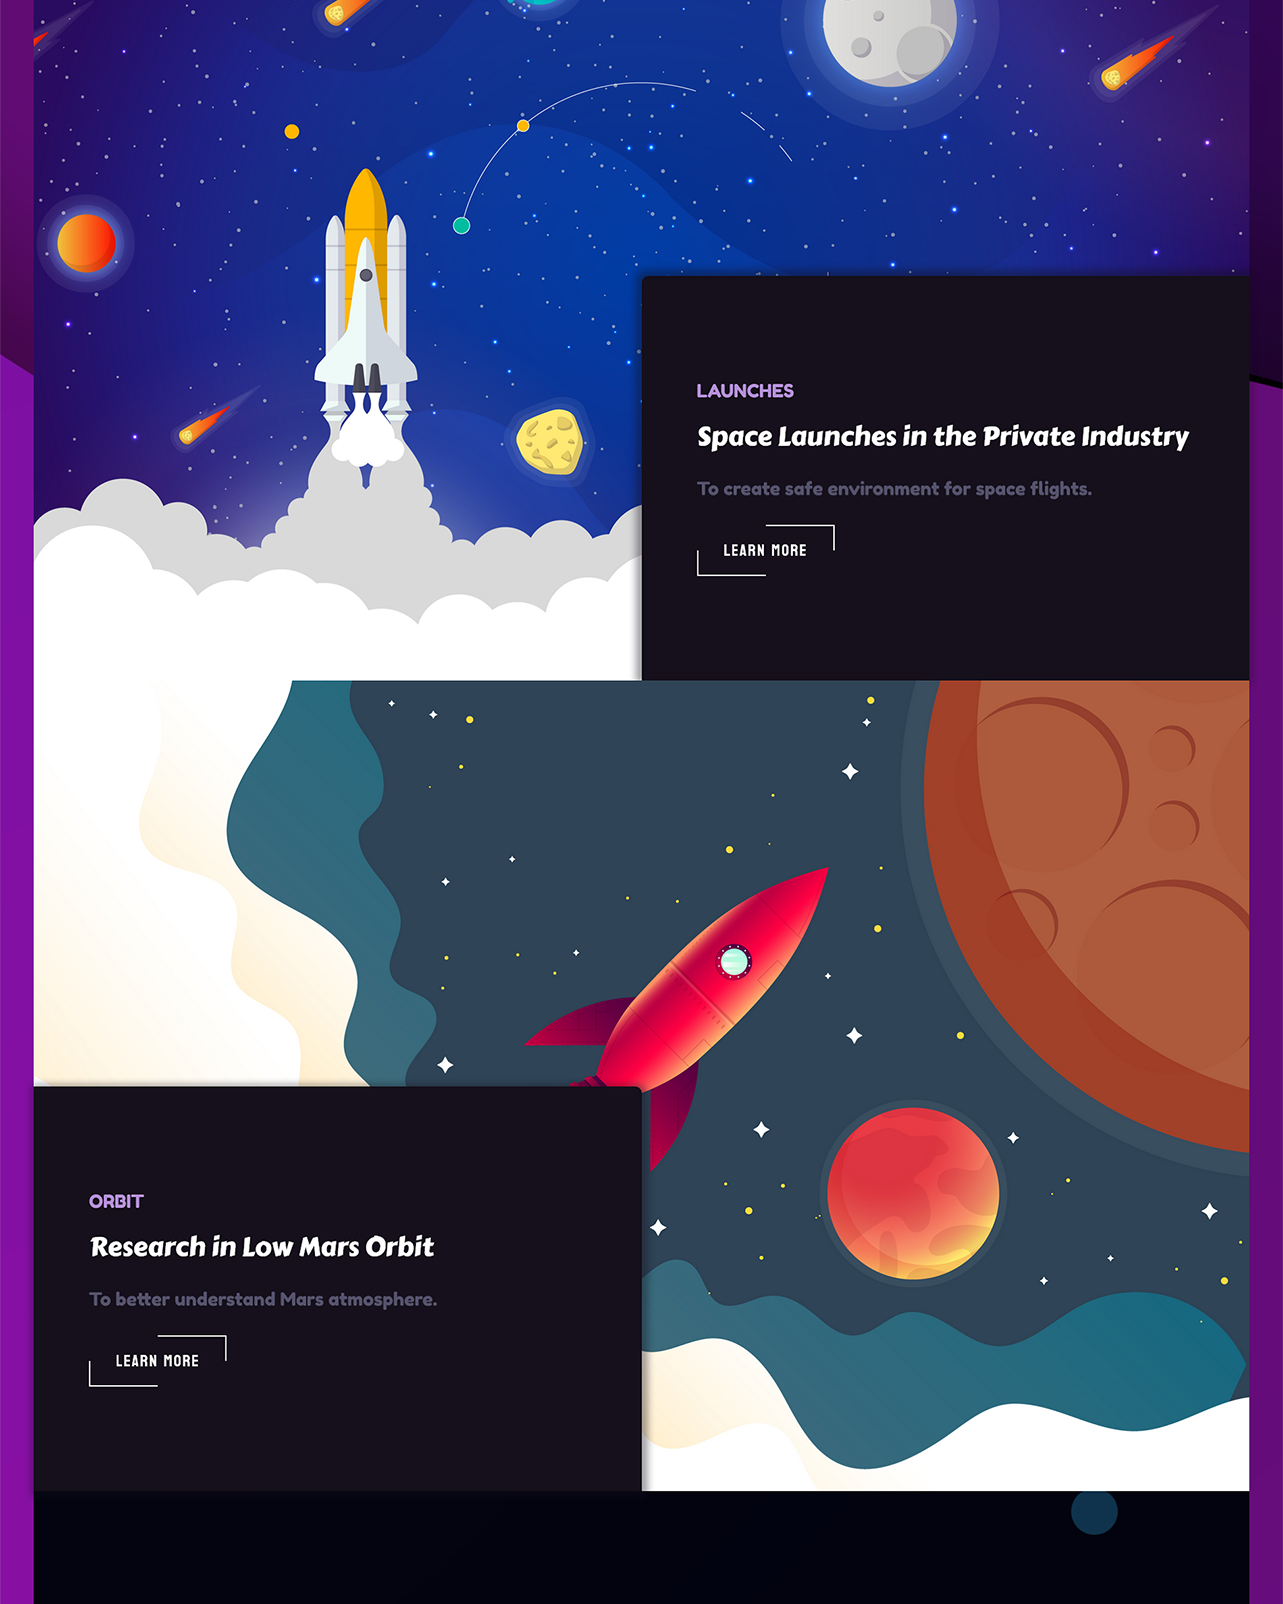 LAUNCHES
Space Launches in the Private Industry
To create safe environment for space flights.
LEARN MORE
ORBIT
Research in Low Mars Orbit
To better understand Mars atmosphere.
LEARN MORE